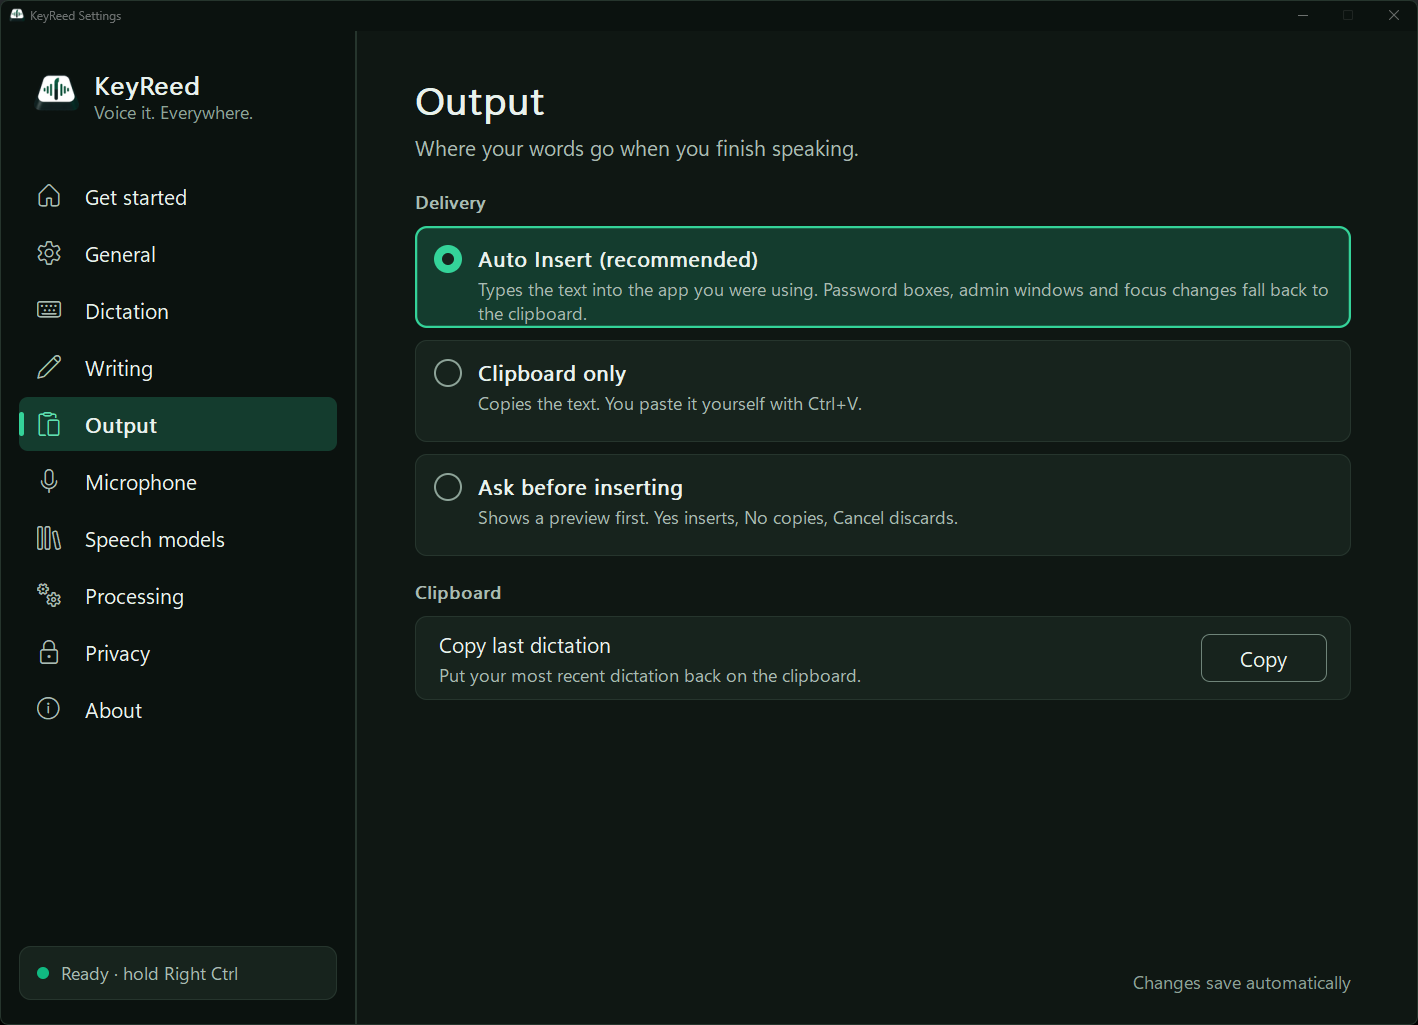 KeyReed Settings
KeyReed
Voice it. Everywhere.
Get started
General
Dictation
Writing
Output
Microphone
Speech models
Processing
Privacy
About
Ready · hold Right Ctrl
Output
Where your words go when you finish speaking.
Delivery
Auto Insert (recommended)
Types the text into the app you were using. Password boxes, admin windows and focus changes fall back to
the clipboard.
Clipboard only
Copies the text. You paste it yourself with Ctrl+V.
Ask before inserting
Shows a preview first. Yes inserts, No copies, Cancel discards.
Clipboard
Copy last dictation
Put your most recent dictation back on the clipboard.
Copy
Changes save automatically